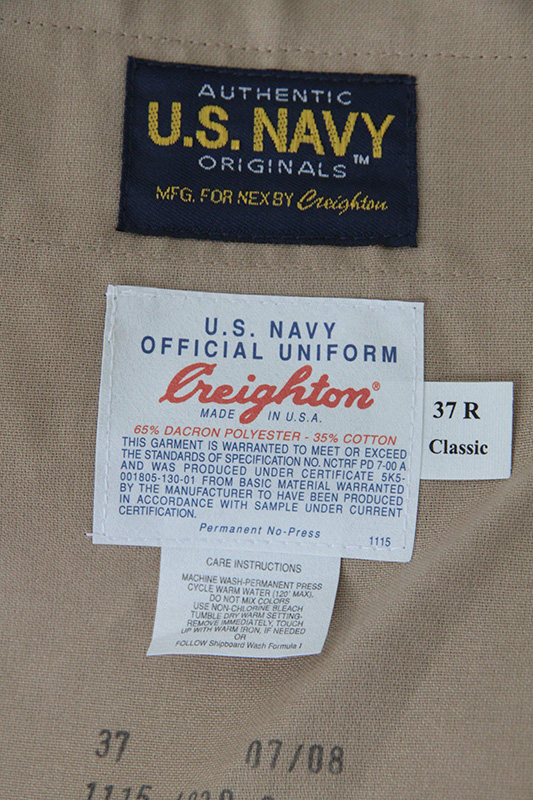 AUTHENTIC
U.S. NAVY™
ORIGINALS
MFG. FOR NEX BY Creighton
U.S. NAVY
OFFICIAL UNIFORM
Creighton®
MADE IN U.S.A.
65% DACRON POLYESTER - 35% COTTON
THIS GARMENT IS WARRANTED TO MEET OR EXCEED
THE STANDARDS OF SPECIFICATION NO. NCTRF PD 7-00 A
AND WAS PRODUCED UNDER CERTIFICATE 5K5-
001805-130-01 FROM BASIC MATERIAL WARRANTED
BY THE MANUFACTURER TO HAVE BEEN PRODUCED
IN ACCORDANCE WITH SAMPLE UNDER CURRENT
CERTIFICATION.
Permanent No-Press
1115
37 R
Classic
CARE INSTRUCTIONS
MACHINE WASH-PERMANENT PRESS
CYCLE WARM WATER (120° MAX).
DO NOT MIX COLORS
USE NON-CHLORINE BLEACH
TUMBLE DRY WARM SETTING-
REMOVE IMMEDIATELY, TOUCH
UP WITH WARM IRON, IF NEEDED
OR
FOLLOW Shipboard Wash Formula I
37 07/08
1115